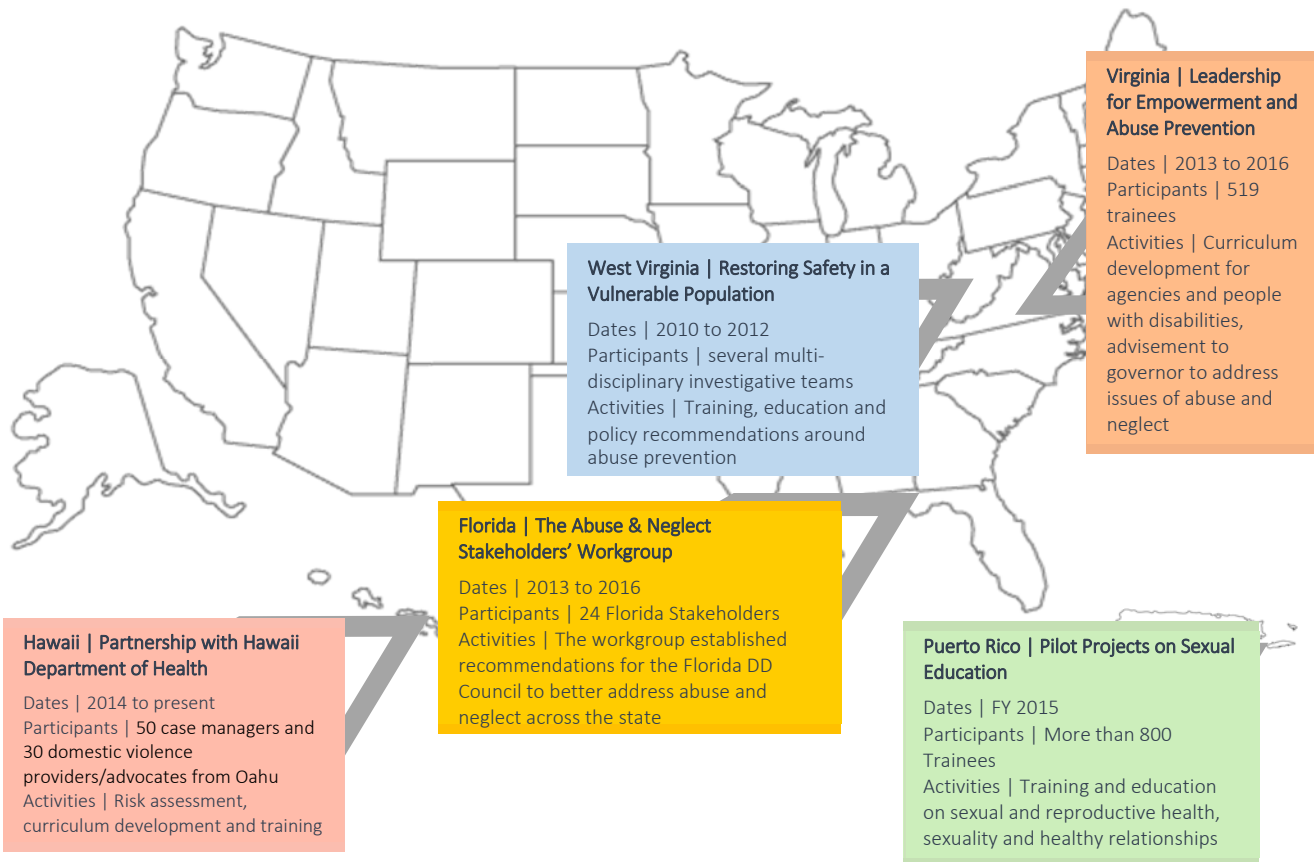 Virginia | Leadership
for Empowerment and
Abuse Prevention
Dates | 2013 to 2016
Participants | 519
trainees
Activities | Curriculum
development for
agencies and people
with disabilities,
advisement to
governor to address
issues of abuse and
neglect
West Virginia | Restoring Safety in a
Vulnerable Population
Dates | 2010 to 2012
Participants | several multi-
disciplinary investigative teams
Activities | Training, education and
policy recommendations around
abuse prevention
Florida | The Abuse & Neglect
Stakeholders’ Workgroup
Dates | 2013 to 2016
Participants | 24 Florida Stakeholders
Activities | The workgroup established
recommendations for the Florida DD
Council to better address abuse and
neglect across the state
Hawaii | Partnership with Hawaii
Department of Health
Dates | 2014 to present
Participants | 50 case managers and
30 domestic violence
providers/advocates from Oahu
Activities | Risk assessment,
curriculum development and training
Puerto Rico | Pilot Projects on Sexual
Education
Dates | FY 2015
Participants | More than 800
Trainees
Activities | Training and education
on sexual and reproductive health,
sexuality and healthy relationships